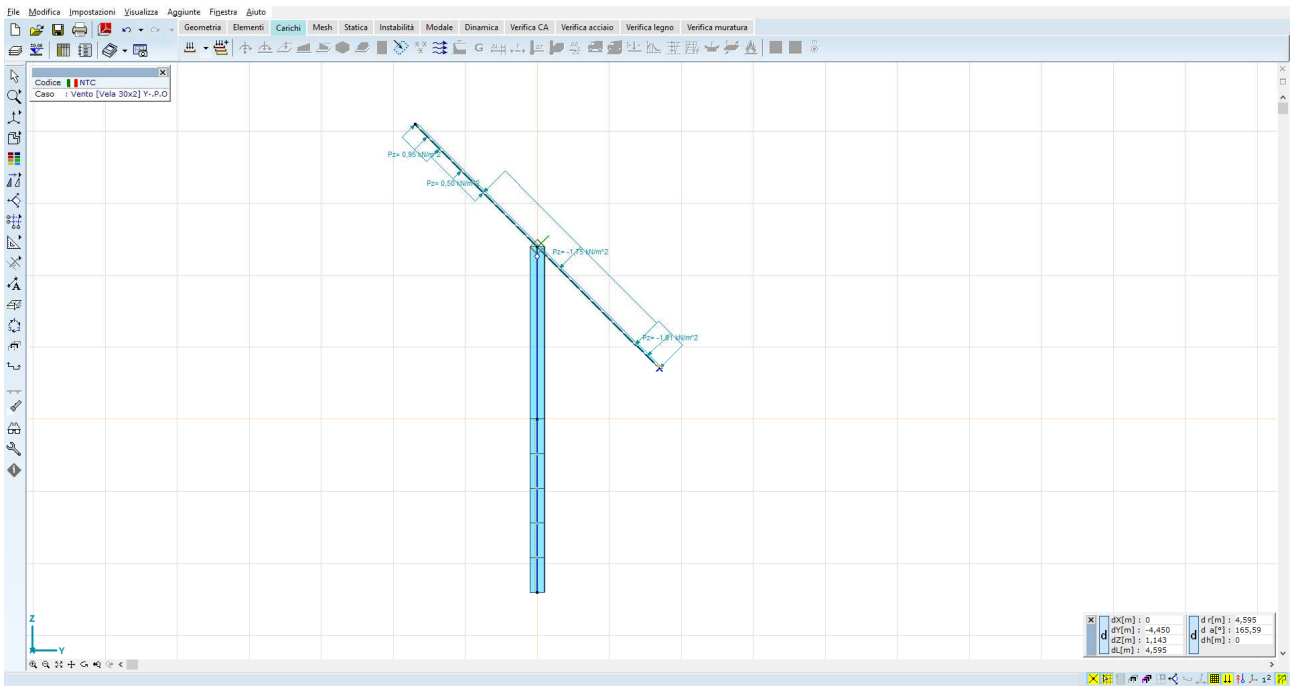 File Modifica Impostazioni Visualizza Aggiunte Finestra Aiuto
Geometria Elementi Carichi Mesh Statica Instabilità Modale Dinamica Verifica CA Verifica acciaio Verifica legno Verifica muratura
Codice NTC
Caso : Vento [Vela 30x2] Y-.P.O
Pz= 0,95 kN/m^2
Pz= 0,50 kN/m^2
Pz= -1,75 kN/m^2
Pz= -1,91 kN/m^2
Z
Y
d
dX[m] : 0
dY[m] : -4,450
dZ[m] : 1,143
dL[m] : 4,595
d
d r[m] : 4,595
d a[°] : 165,59
dh[m] : 0